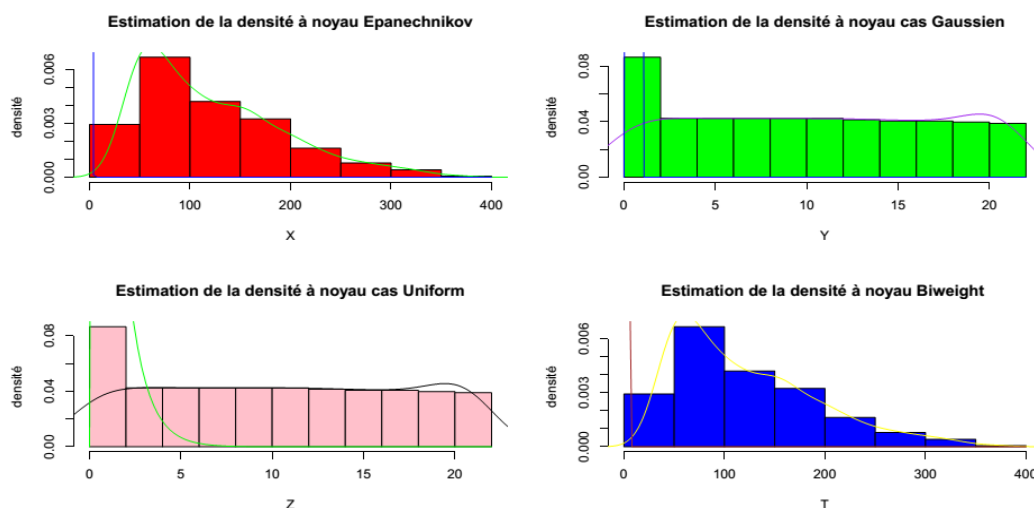 Estimation de la densité à noyau Epanechnikov
densité
0.000 0.003 0.006
0 100 200 300 400
X
Estimation de la densité à noyau cas Gaussien
densité
0.00 0.04 0.08
0 5 10 15 20
Y
Estimation de la densité à noyau cas Uniform
densité
0.00 0.04 0.08
0 5 10 15 20
Z
Estimation de la densité à noyau Biweight
densité
0.000 0.003 0.006
0 100 200 300 400
T